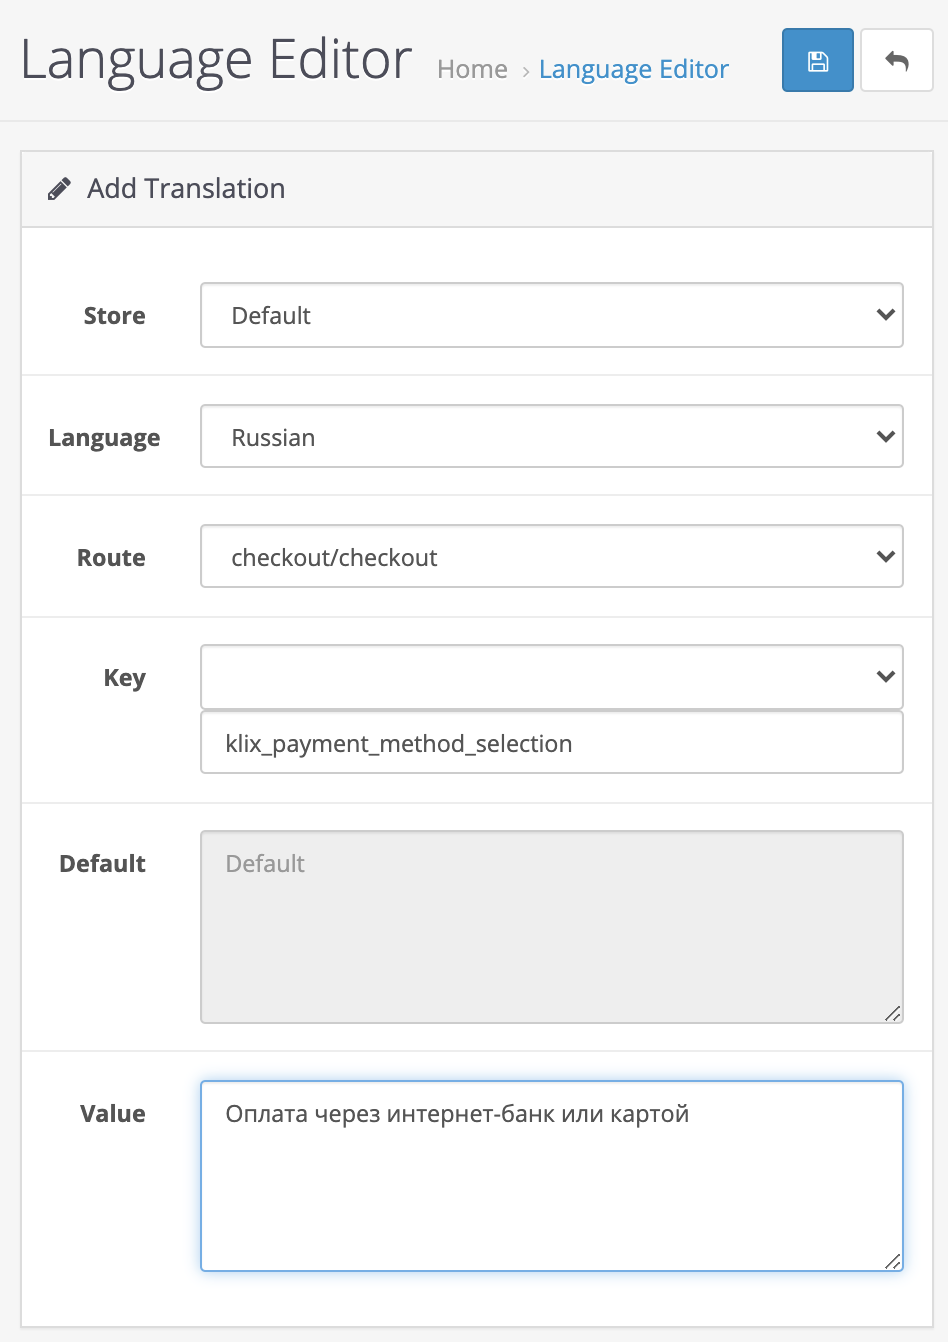 Language Editor
Home › Language Editor
Add Translation
Store
Default
Language
Russian
Route
checkout/checkout
Key
klix_payment_method_selection
Default
Default
Value
Оплата через интернет-банк или картой